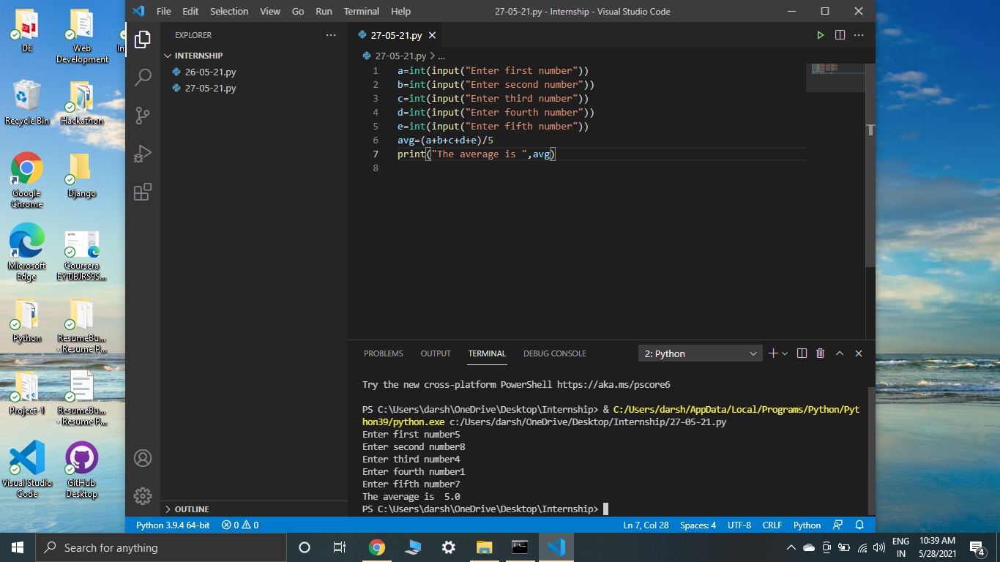 DE
Web
Development
In
Recycle Bin
Hackathon
Google
Chrome
Django
Microsoft
Edge
Coursera
Python
ResumeBu...
- Resume P...
Project-1
ResumeBu...
- Resume P...
Visual Studio
Code
GitHub
Desktop
File Edit Selection View Go Run Terminal Help
27-05-21.py - Internship - Visual Studio Code
EXPLORER
INTERNSHIP
26-05-21.py
27-05-21.py
OUTLINE
27-05-21.py
27-05-21.py > ...
1 a=int(input("Enter first number"))
2 b=int(input("Enter second number"))
3 c=int(input("Enter third number"))
4 d=int(input("Enter fourth number"))
5 e=int(input("Enter fifth number"))
6 avg=(a+b+c+d+e)/5
7 print("The average is ",avg)
8
PROBLEMS OUTPUT TERMINAL DEBUG CONSOLE
2: Python
Try the new cross-platform PowerShell https://aka.ms/pscore6
PS C:\Users\darsh\OneDrive\Desktop\Internship> & C:/Users/darsh/AppData/Local/Programs/Python/Pyt
hon39/python.exe c:/Users/darsh/OneDrive/Desktop/Internship/27-05-21.py
Enter first number5
Enter second number8
Enter third number4
Enter fourth number1
Enter fifth number7
The average is  5.0
PS C:\Users\darsh\OneDrive\Desktop\Internship>
Python 3.9.4 64-bit 0 0
Ln 7, Col 28 Spaces: 4 UTF-8 CRLF Python
Search for anything
ENG
IN
10:39 AM
5/28/2021
4